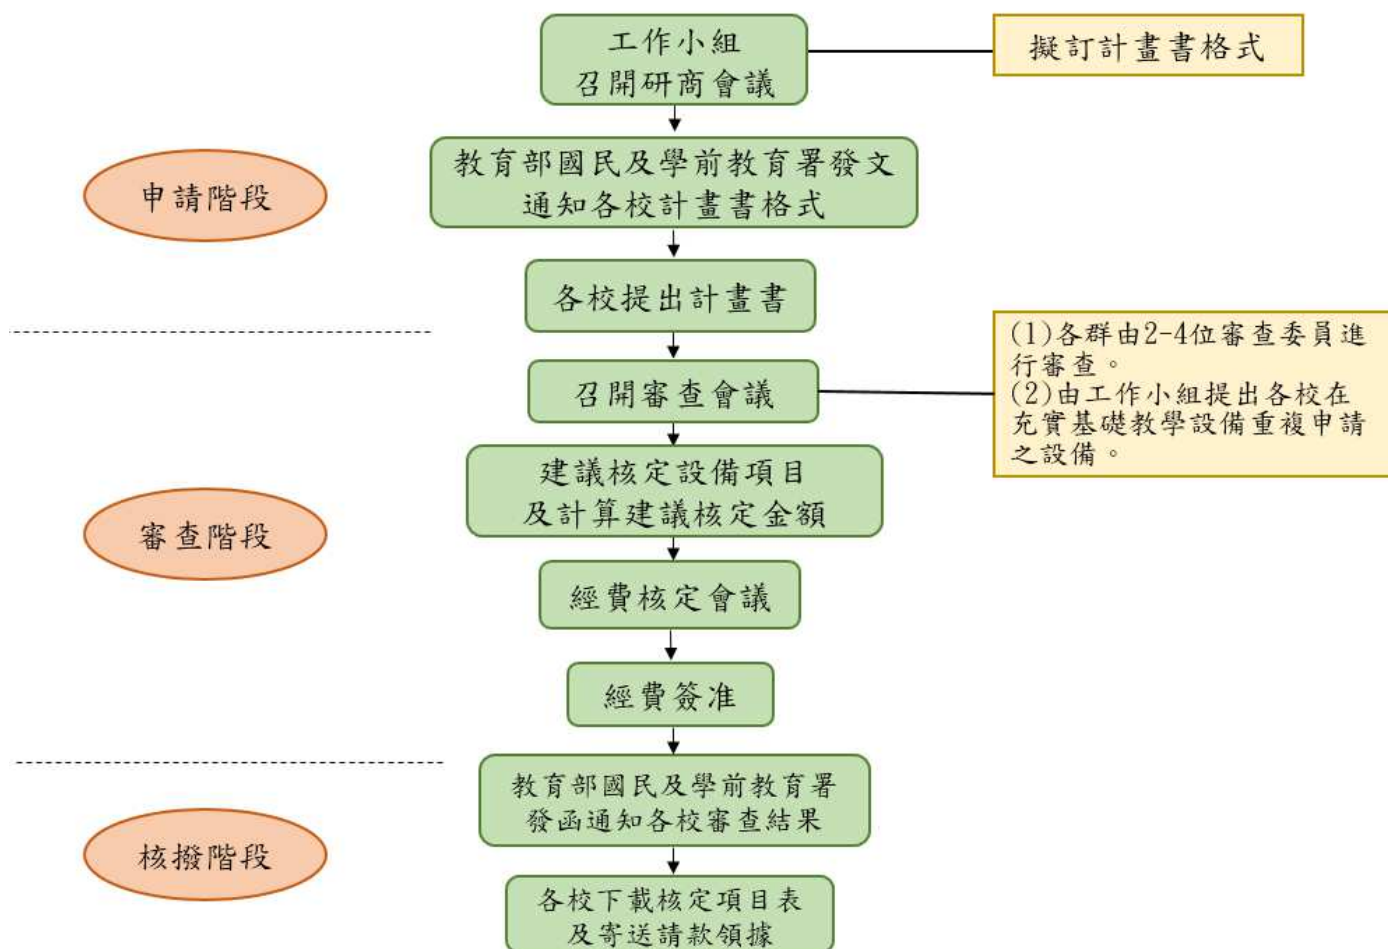 工作小組
召開研商會議
擬訂計畫書格式
教育部國民及學前教育署發文
通知各校計畫書格式
申請階段
各校提出計畫書
召開審查會議
(1)各群由2-4位審查委員進
行審查。
(2)由工作小組提出各校在
充實基礎教學設備重複申請
之設備。
建議核定設備項目
及計算建議核定金額
審查階段
經費核定會議
經費簽准
教育部國民及學前教育署
發函通知各校審查結果
核撥階段
各校下載核定項目表
及寄送請款領據